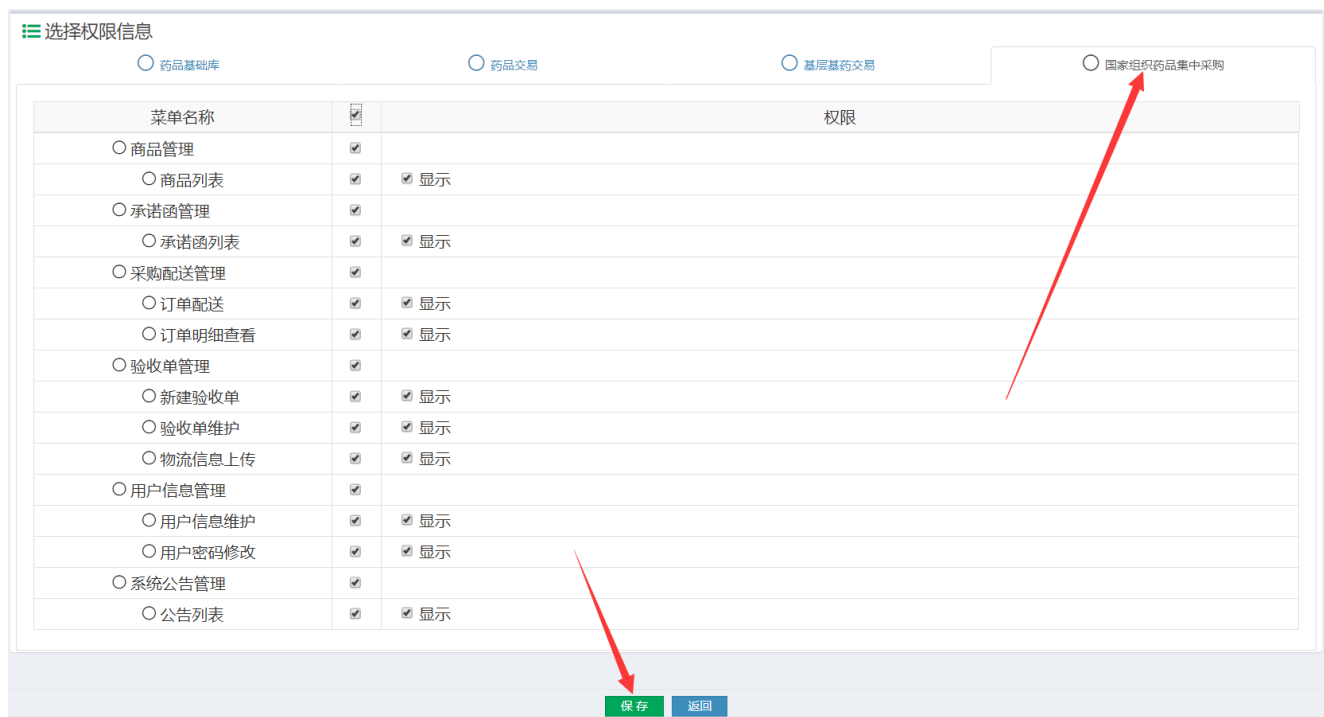 选择权限信息
药品基础库 药品交易 基层基药交易 国家组织药品集中采购
菜单名称 权限
商品管理
商品列表 显示
承诺函管理
承诺函列表 显示
采购配送管理
订单配送 显示
订单明细查看 显示
验收单管理
新建验收单 显示
验收单维护 显示
物流信息上传 显示
用户信息管理
用户信息维护 显示
用户密码修改 显示
系统公告管理
公告列表 显示
保存 返回